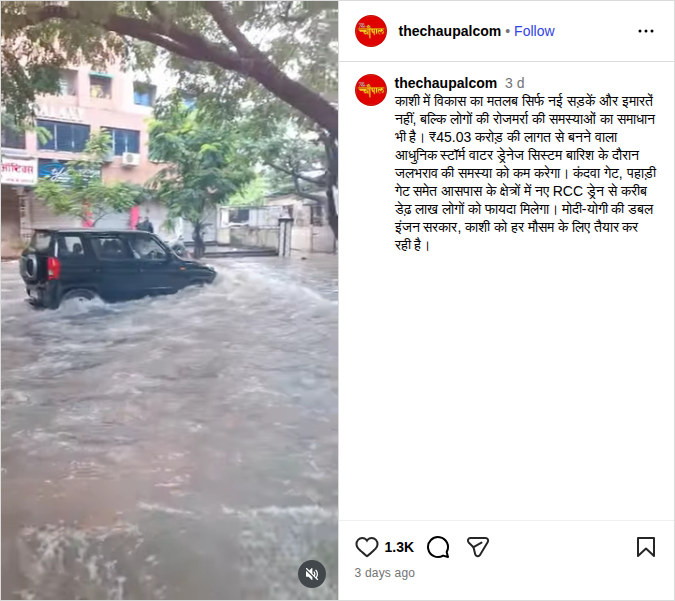 thechaupalcom • Follow
thechaupalcom 3 d
काशी में विकास का मतलब सिर्फ नई सड़कें और इमारतें
नहीं, बल्कि लोगों की रोजमर्रा की समस्याओं का समाधान
भी है। ₹45.03 करोड़ की लागत से बनने वाला
आधुनिक स्टॉर्म वाटर ड्रेनेज सिस्टम बारिश के दौरान
जलभराव की समस्या को कम करेगा। कंदवा गेट, पहाड़ी
गेट समेत आसपास के क्षेत्रों में नए RCC ड्रेन से करीब
डेढ़ लाख लोगों को फायदा मिलेगा। मोदी-योगी की डबल
इंजन सरकार, काशी को हर मौसम के लिए तैयार कर
रही है।
ऑप्टिक्स
चौपाल
चौपाल
1.3K
3 days ago